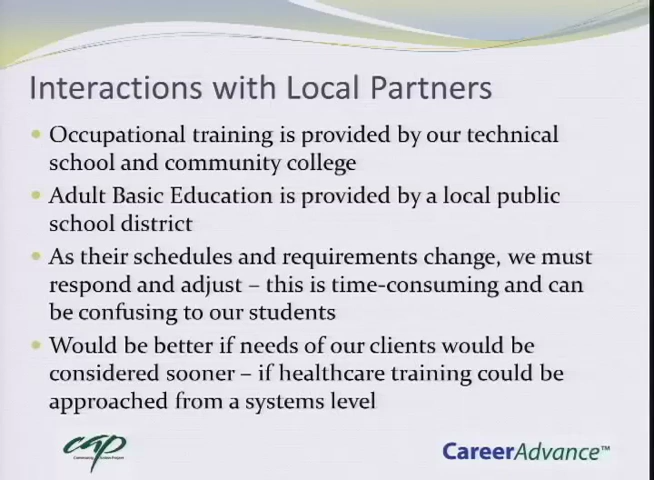 Interactions with Local Partners
• Occupational training is provided by our technical
school and community college
• Adult Basic Education is provided by a local public
school district
• As their schedules and requirements change, we must
respond and adjust – this is time-consuming and can
be confusing to our students
• Would be better if needs of our clients would be
considered sooner – if healthcare training could be
approached from a systems level
cap
CareerAdvance™